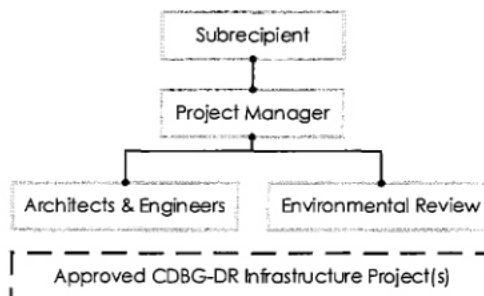 Subrecipient
Project Manager
Architects & Engineers
Environmental Review
Approved CDBG-DR Infrastructure Project(s)